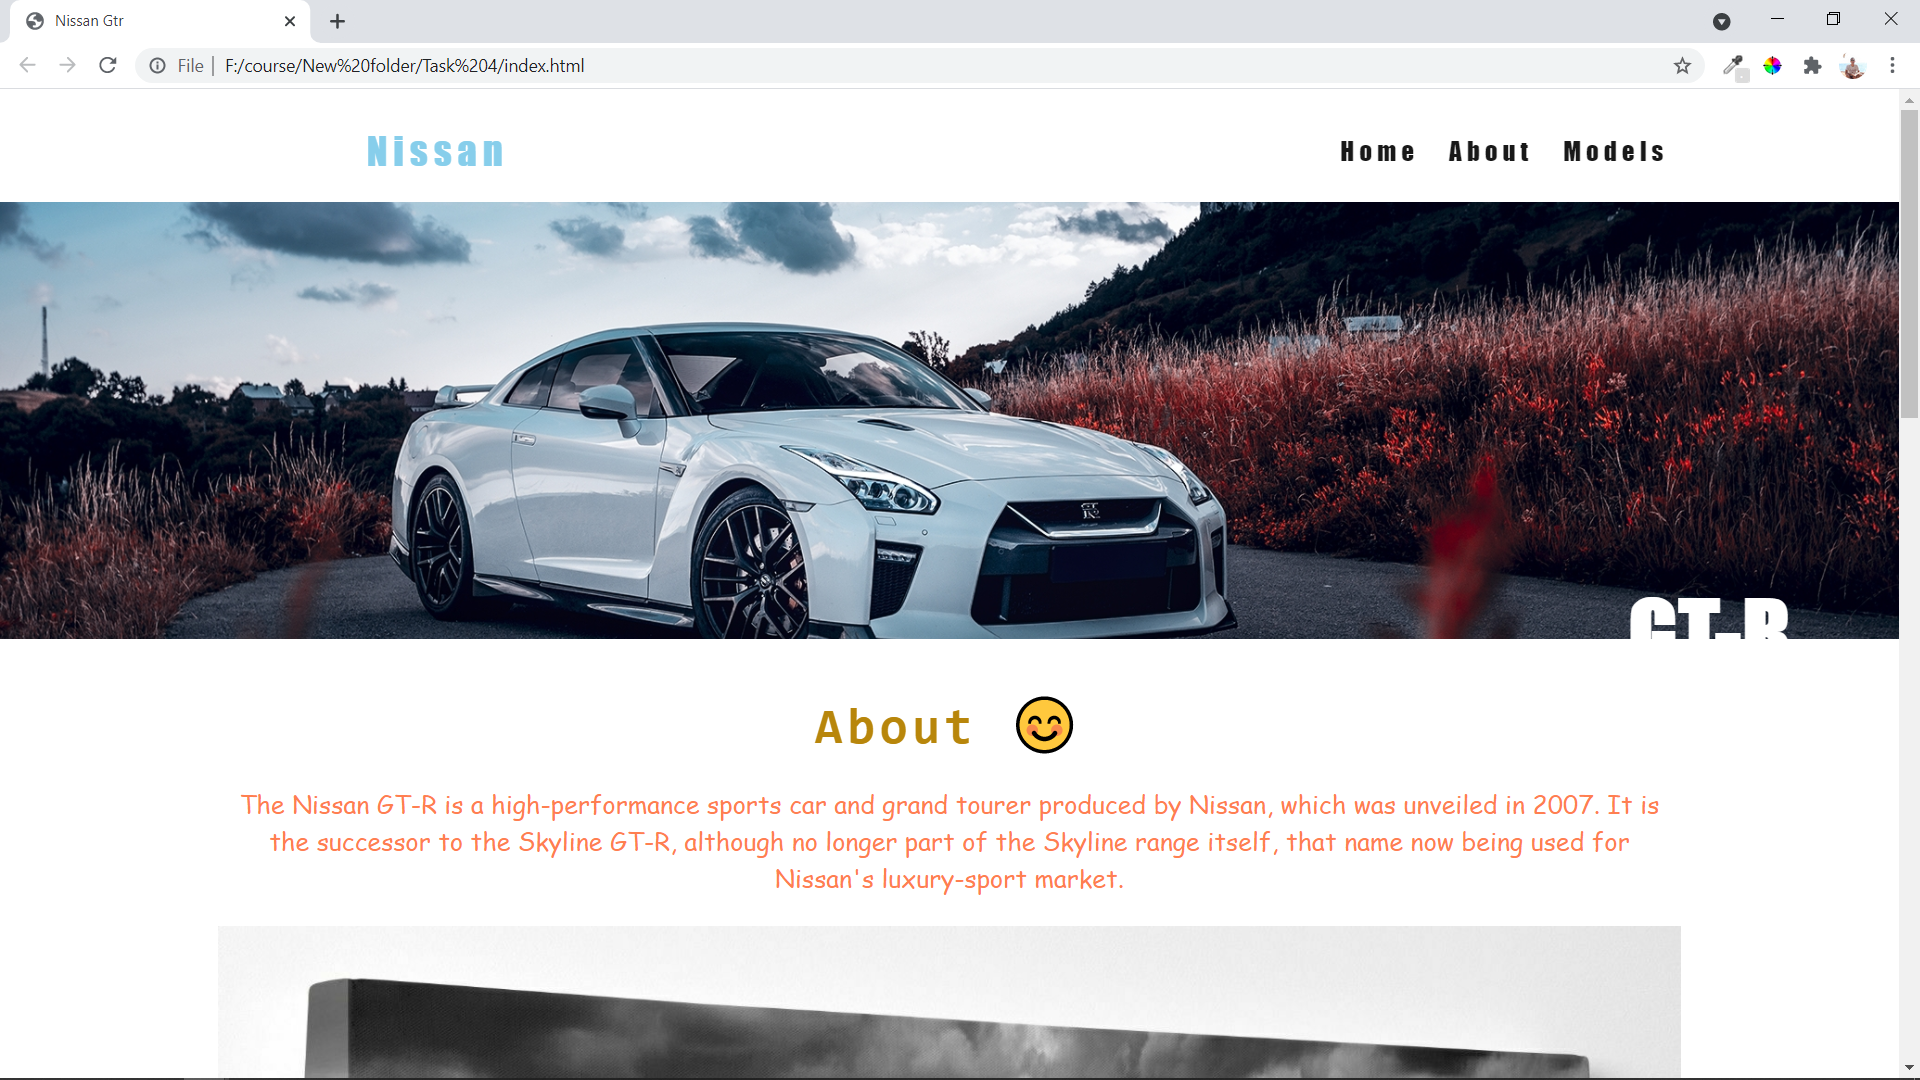 Nissan Gtr
File | F:/course/New%20folder/Task%204/index.html
Nissan
Home About Models
GT-R
GT-R
About 😊
The Nissan GT-R is a high-performance sports car and grand tourer produced by Nissan, which was unveiled in 2007. It is
the successor to the Skyline GT-R, although no longer part of the Skyline range itself, that name now being used for
Nissan's luxury-sport market.